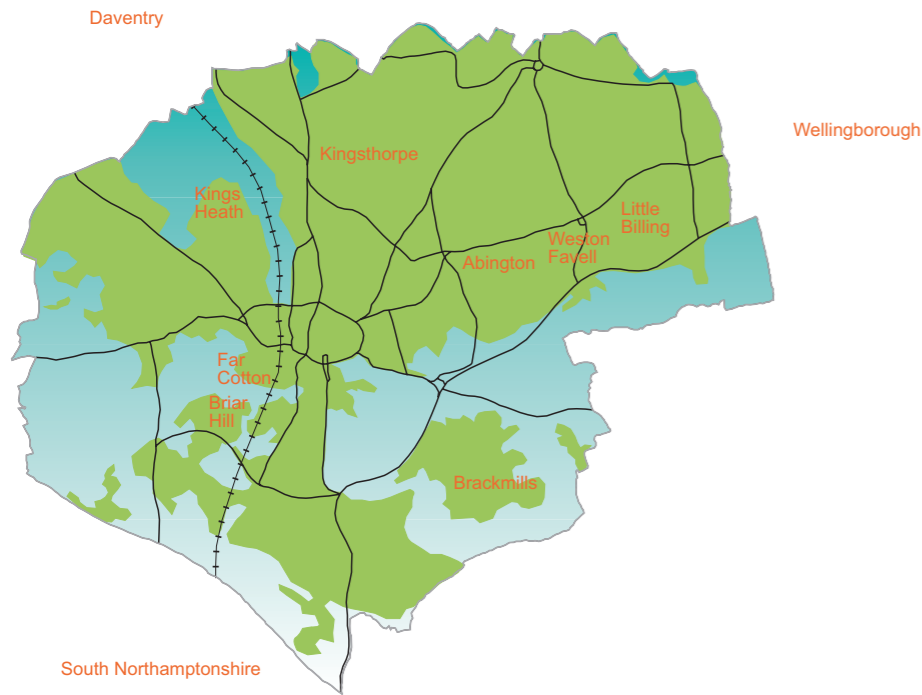 Daventry
Wellingborough
Kingsthorpe
Kings
Heath
Little
Billing
Weston
Favell
Abington
Far
Cotton
Briar
Hill
Brackmills
South Northamptonshire